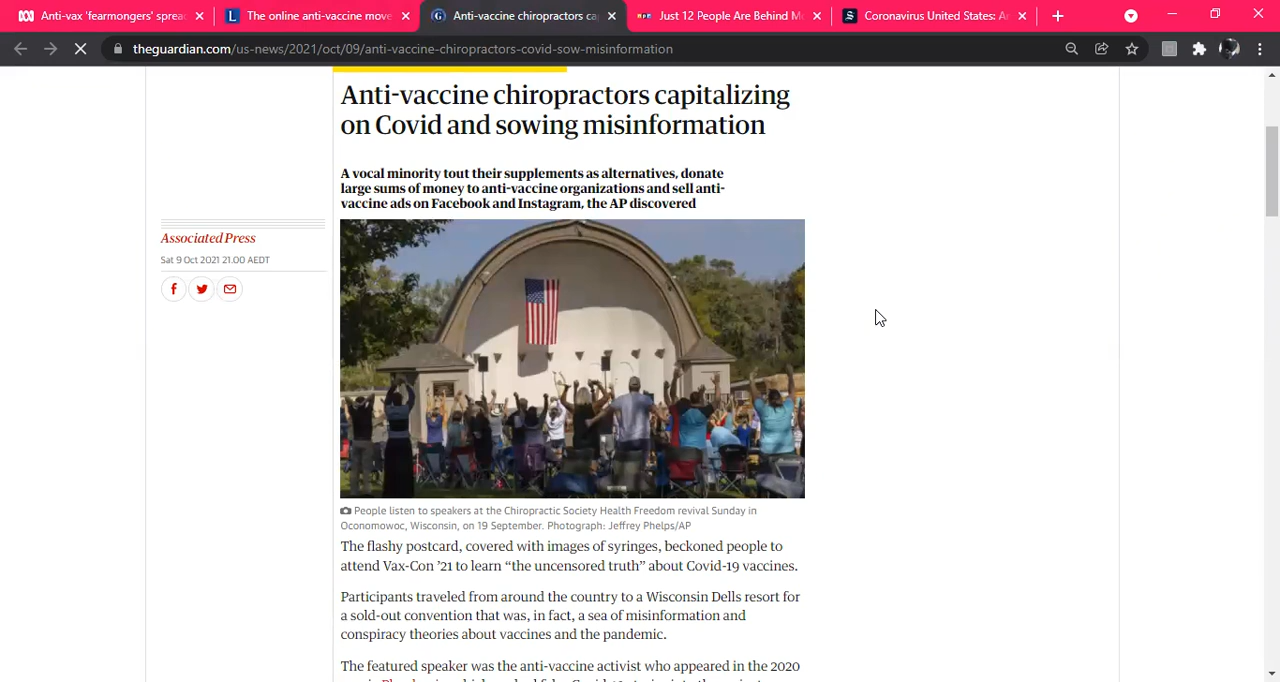 Anti-vax 'fearmongers' sprea
The online anti-vaccine move
Anti-vaccine chiropractors ca
Just 12 People Are Behind M
Coronavirus United States: A
theguardian.com/us-news/2021/oct/09/anti-vaccine-chiropractors-covid-sow-misinformation
Anti-vaccine chiropractors capitalizing
on Covid and sowing misinformation
A vocal minority tout their supplements as alternatives, donate
large sums of money to anti-vaccine organizations and sell anti-
vaccine ads on Facebook and Instagram, the AP discovered
Associated Press
Sat 9 Oct 2021 21.00 AEDT
People listen to speakers at the Chiropractic Society Health Freedom revival Sunday in
Oconomowoc, Wisconsin, on 19 September. Photograph: Jeffrey Phelps/AP
The flashy postcard, covered with images of syringes, beckoned people to
attend Vax-Con ’21 to learn “the uncensored truth” about Covid-19 vaccines.
Participants traveled from around the country to a Wisconsin Dells resort for
a sold-out convention that was, in fact, a sea of misinformation and
conspiracy theories about vaccines and the pandemic.
The featured speaker was the anti-vaccine activist who appeared in the 2020